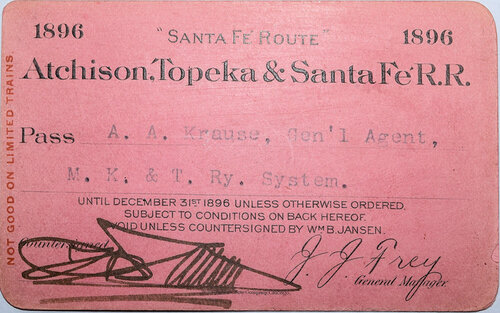 1896 "SANTA FE ROUTE" 1896
Atchison, Topeka & Santa Fe R.R.
Pass A. A. Krause, Gen'l Agent,
M. K. & T. Ry. System.
UNTIL DECEMBER 31ST 1896 UNLESS OTHERWISE ORDERED.
SUBJECT TO CONDITIONS ON BACK HEREOF.
VOID UNLESS COUNTERSIGNED BY WM B. JANSEN.
Countersigned
J. J. Frey
General Manager
NOT GOOD ON LIMITED TRAINS.